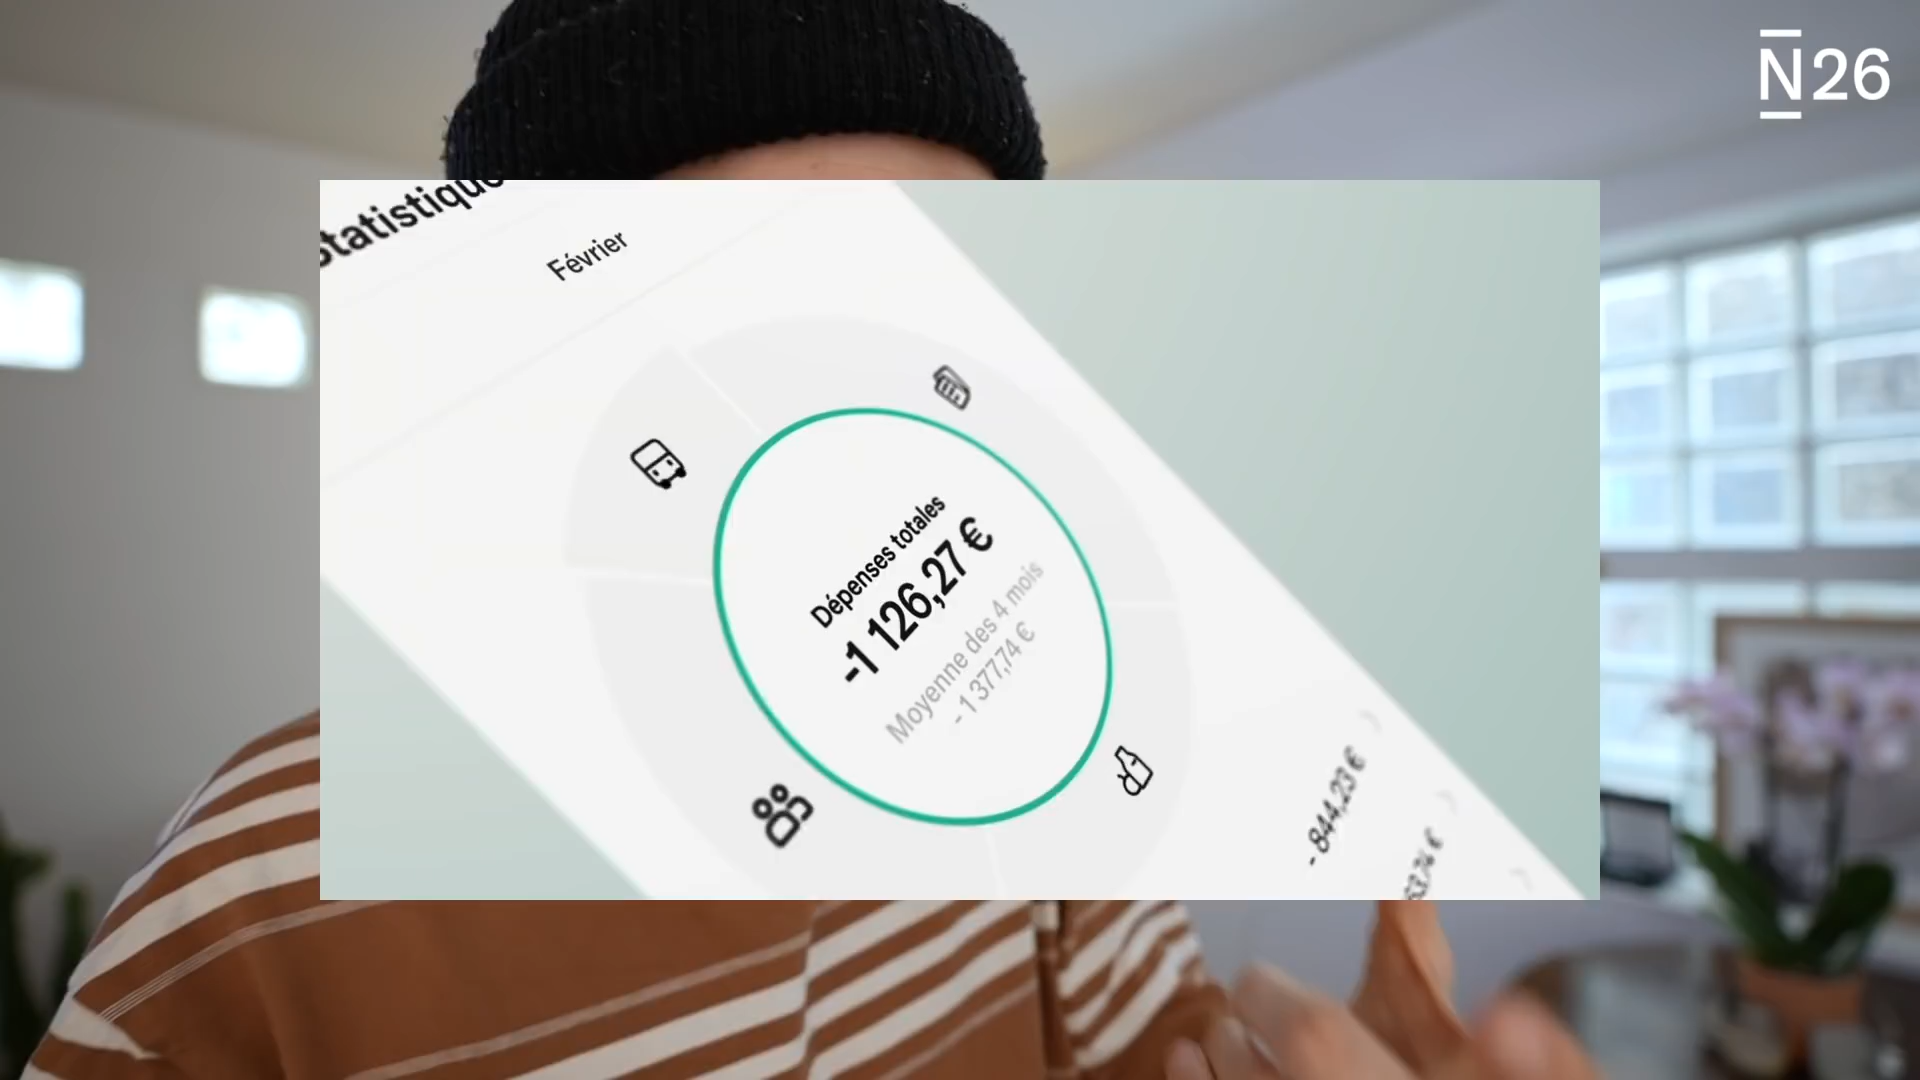 N26
Février
Dépenses totales
-1 126,27 €
Moyenne des 4 mois
- 1 377,74 €
- 844,23 €